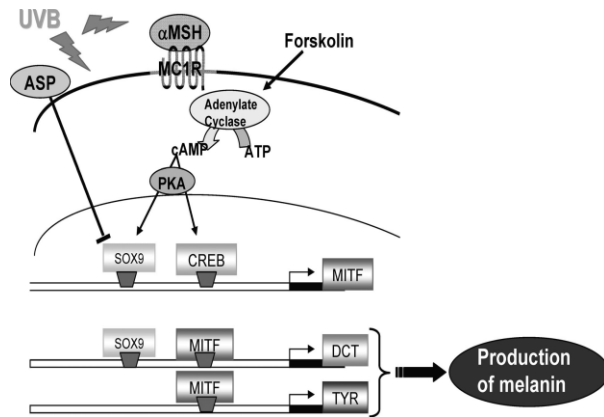 UVB
αMSH
Forskolin
MC1R
ASP
Adenylate
Cyclase
cAMP
ATP
PKA
SOX9
CREB
MITF
SOX9
MITF
DCT
MITF
TYR
Production
of melanin